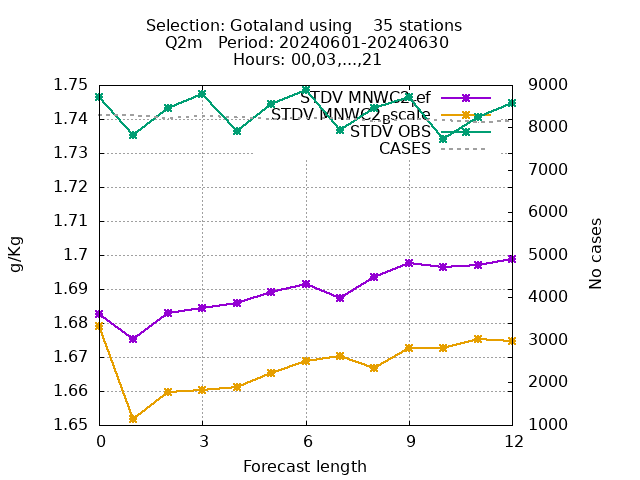 Selection: Gotaland using    35 stations
Q2m   Period: 20240601-20240630
Hours: 00,03,...,21
STDV MNWC2_ref
STDV MNWC2_B_scale
STDV OBS
CASES
1.75
1.74
1.73
1.72
1.71
1.7
1.69
1.68
1.67
1.66
1.65
9000
8000
7000
6000
5000
4000
3000
2000
1000
g/Kg
No cases
0 3 6 9 12
Forecast length